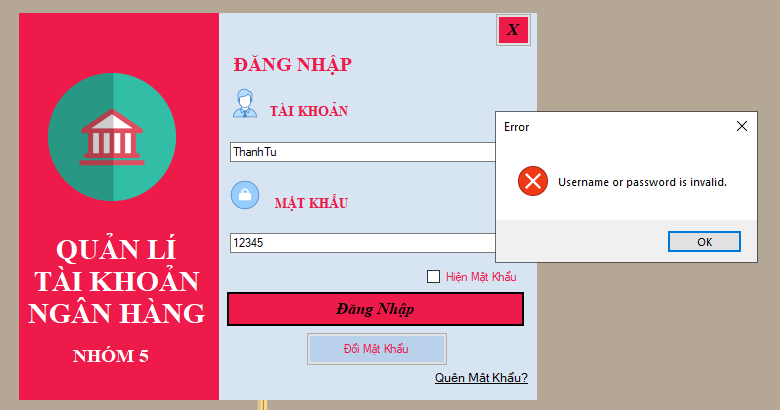 QUẢN LÍ
TÀI KHOẢN
NGÂN HÀNG
NHÓM 5
X
ĐĂNG NHẬP
TÀI KHOẢN
ThanhTu
MẬT KHẨU
12345
Hiện Mật Khẩu
Đăng Nhập
Đổi Mật Khẩu
Quên Mật Khẩu?
Error
Username or password is invalid.
OK